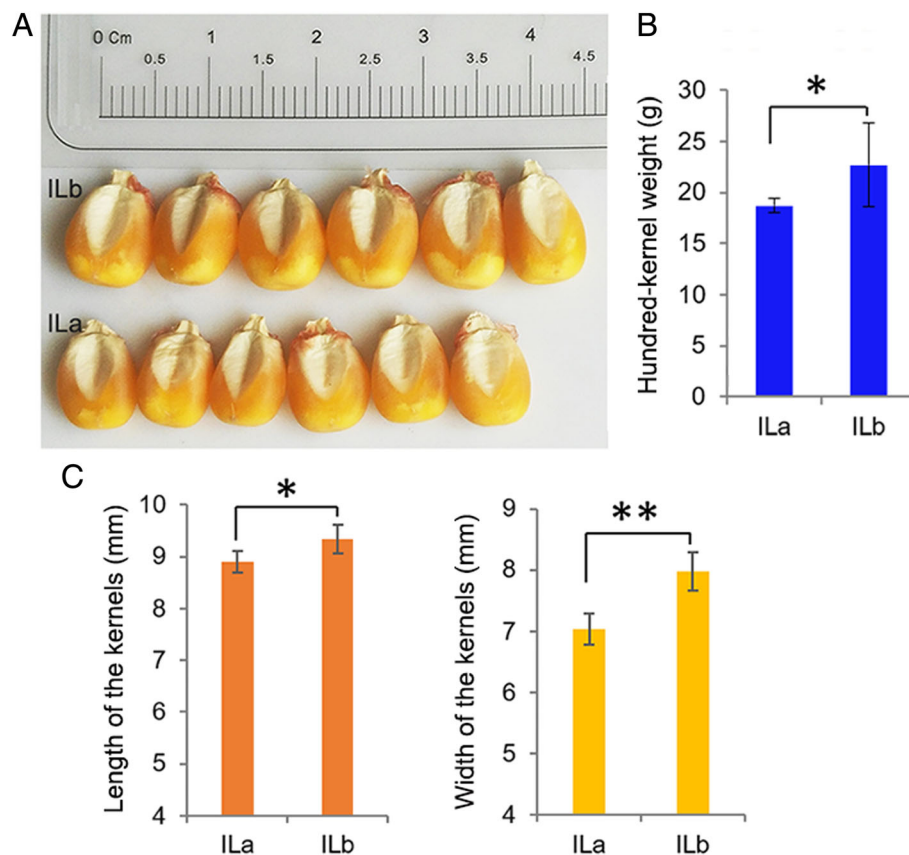 A
0 Cm 1 2 3 4
0.5 1.5 2.5 3.5 4.5
ILb
ILa
B
Hundred-kernel weight (g)
30
25
20
15
10
5
0
*
ILa ILb
C
Length of the kernels (mm)
10
9
8
7
6
5
4
*
ILa ILb
Width of the kernels (mm)
9
8
7
6
5
4
**
ILa ILb